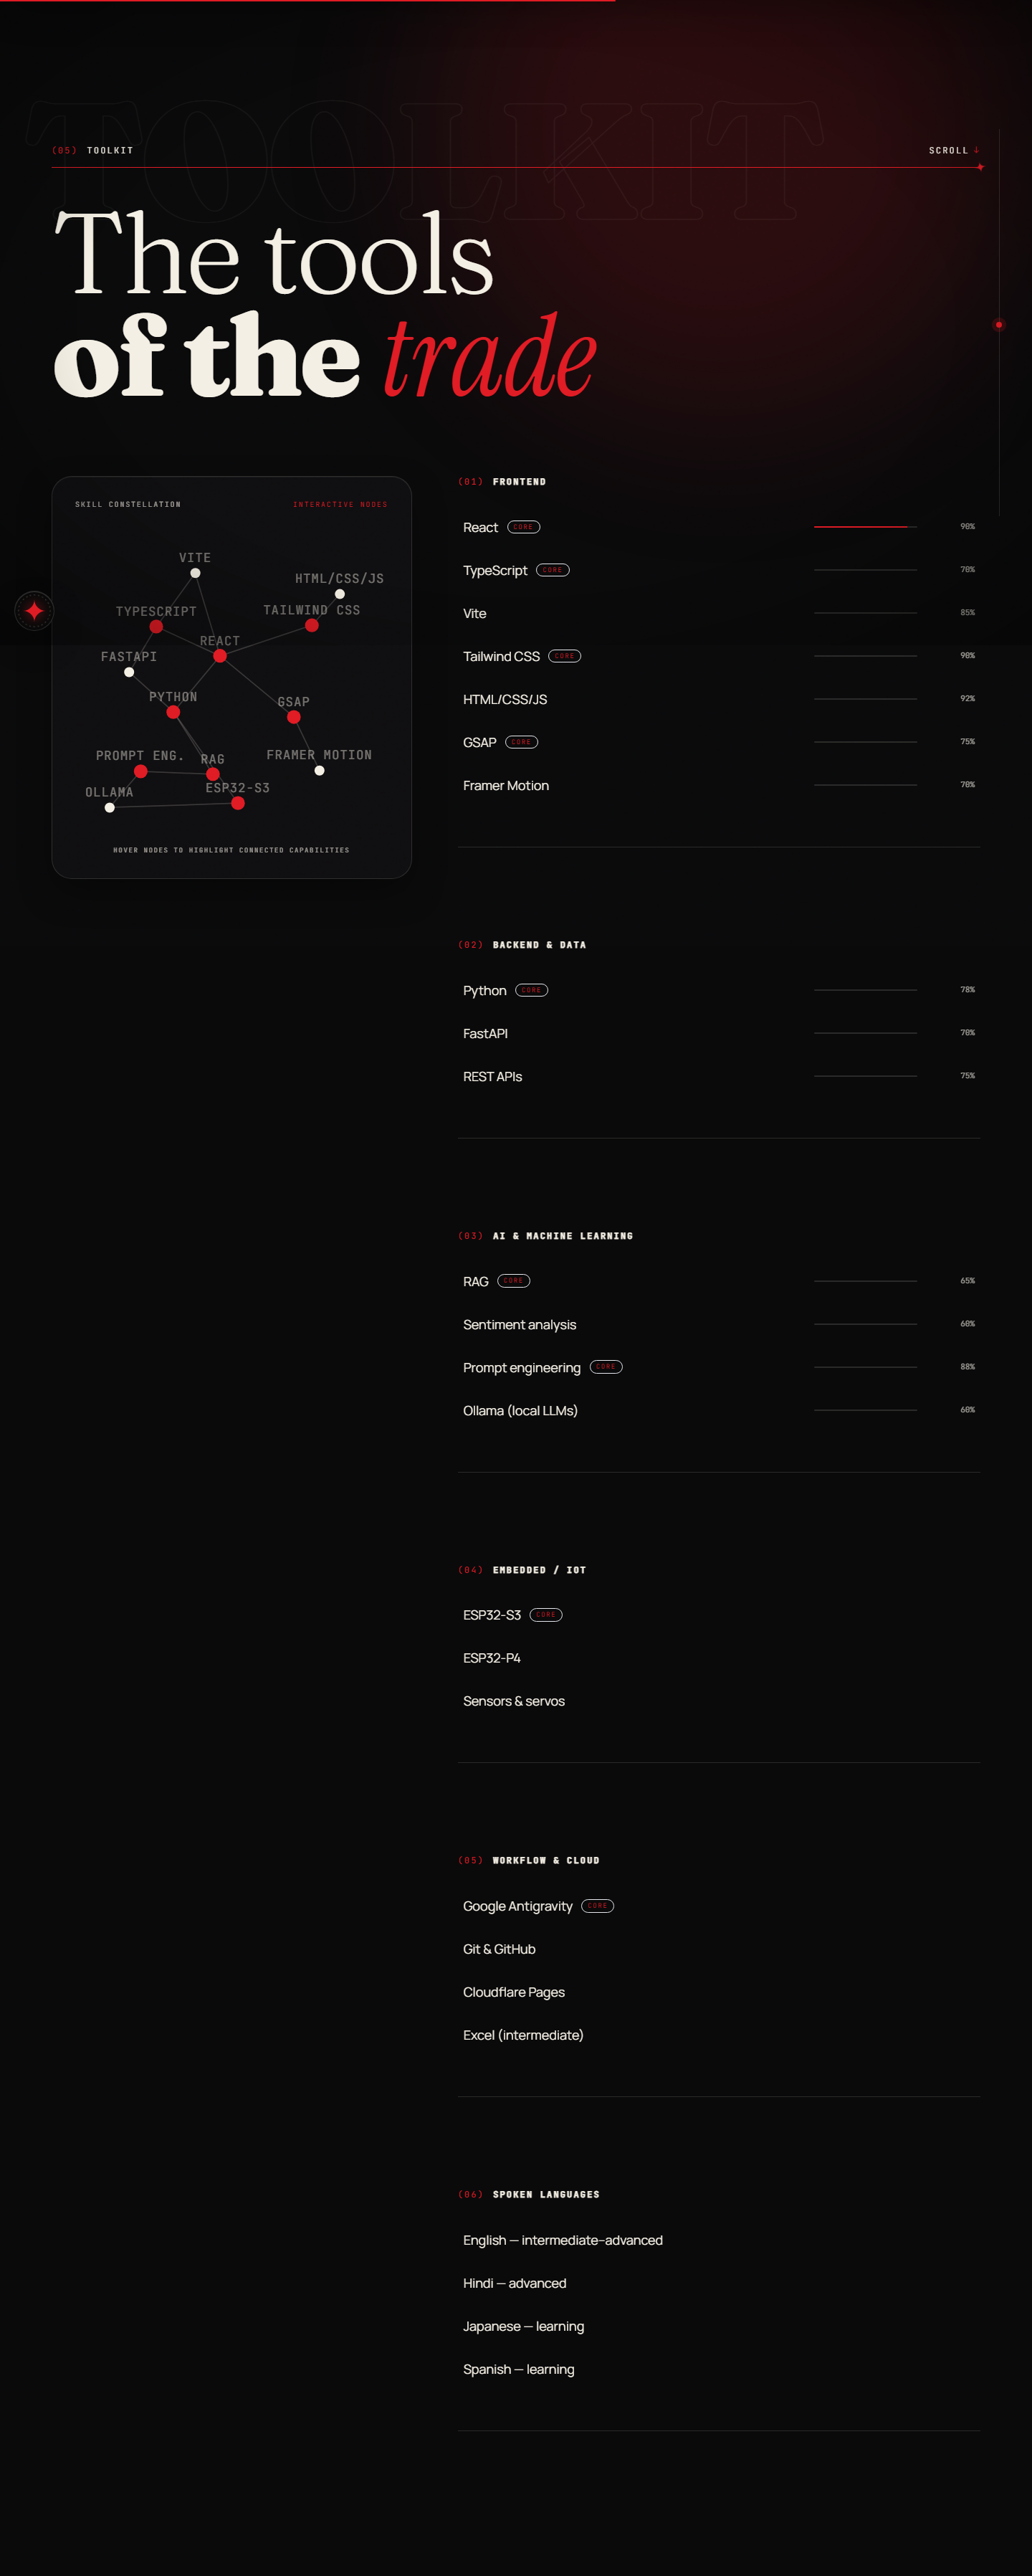 TOOLKIT
(05) TOOLKIT
SCROLL ↓
The tools
of the trade
SKILL CONSTELLATION
INTERACTIVE NODES
VITE
HTML/CSS/JS
TYPESCRIPT
TAILWIND CSS
REACT
FASTAPI
PYTHON
GSAP
PROMPT ENG.
RAG
FRAMER MOTION
OLLAMA
ESP32-S3
HOVER NODES TO HIGHLIGHT CONNECTED CAPABILITIES
(01) FRONTEND
React CORE 90%
TypeScript CORE 70%
Vite 85%
Tailwind CSS CORE 90%
HTML/CSS/JS 92%
GSAP CORE 75%
Framer Motion 70%
(02) BACKEND & DATA
Python CORE 78%
FastAPI 70%
REST APIs 75%
(03) AI & MACHINE LEARNING
RAG CORE 65%
Sentiment analysis 60%
Prompt engineering CORE 88%
Ollama (local LLMs) 60%
(04) EMBEDDED / IOT
ESP32-S3 CORE
ESP32-P4
Sensors & servos
(05) WORKFLOW & CLOUD
Google Antigravity CORE
Git & GitHub
Cloudflare Pages
Excel (intermediate)
(06) SPOKEN LANGUAGES
English — intermediate–advanced
Hindi — advanced
Japanese — learning
Spanish — learning